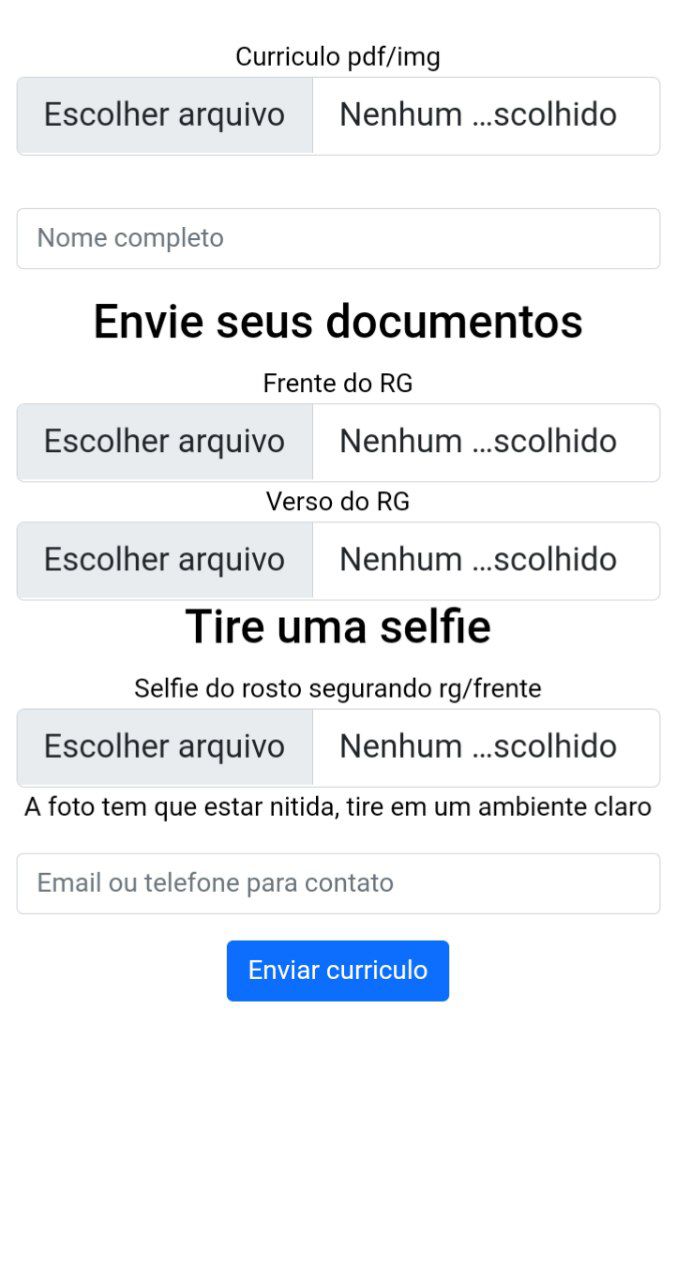 Curriculo pdf/img
Escolher arquivo Nenhum ...scolhido
Nome completo
Envie seus documentos
Frente do RG
Escolher arquivo Nenhum ...scolhido
Verso do RG
Escolher arquivo Nenhum ...scolhido
Tire uma selfie
Selfie do rosto segurando rg/frente
Escolher arquivo Nenhum ...scolhido
A foto tem que estar nitida, tire em um ambiente claro
Email ou telefone para contato
Enviar curriculo